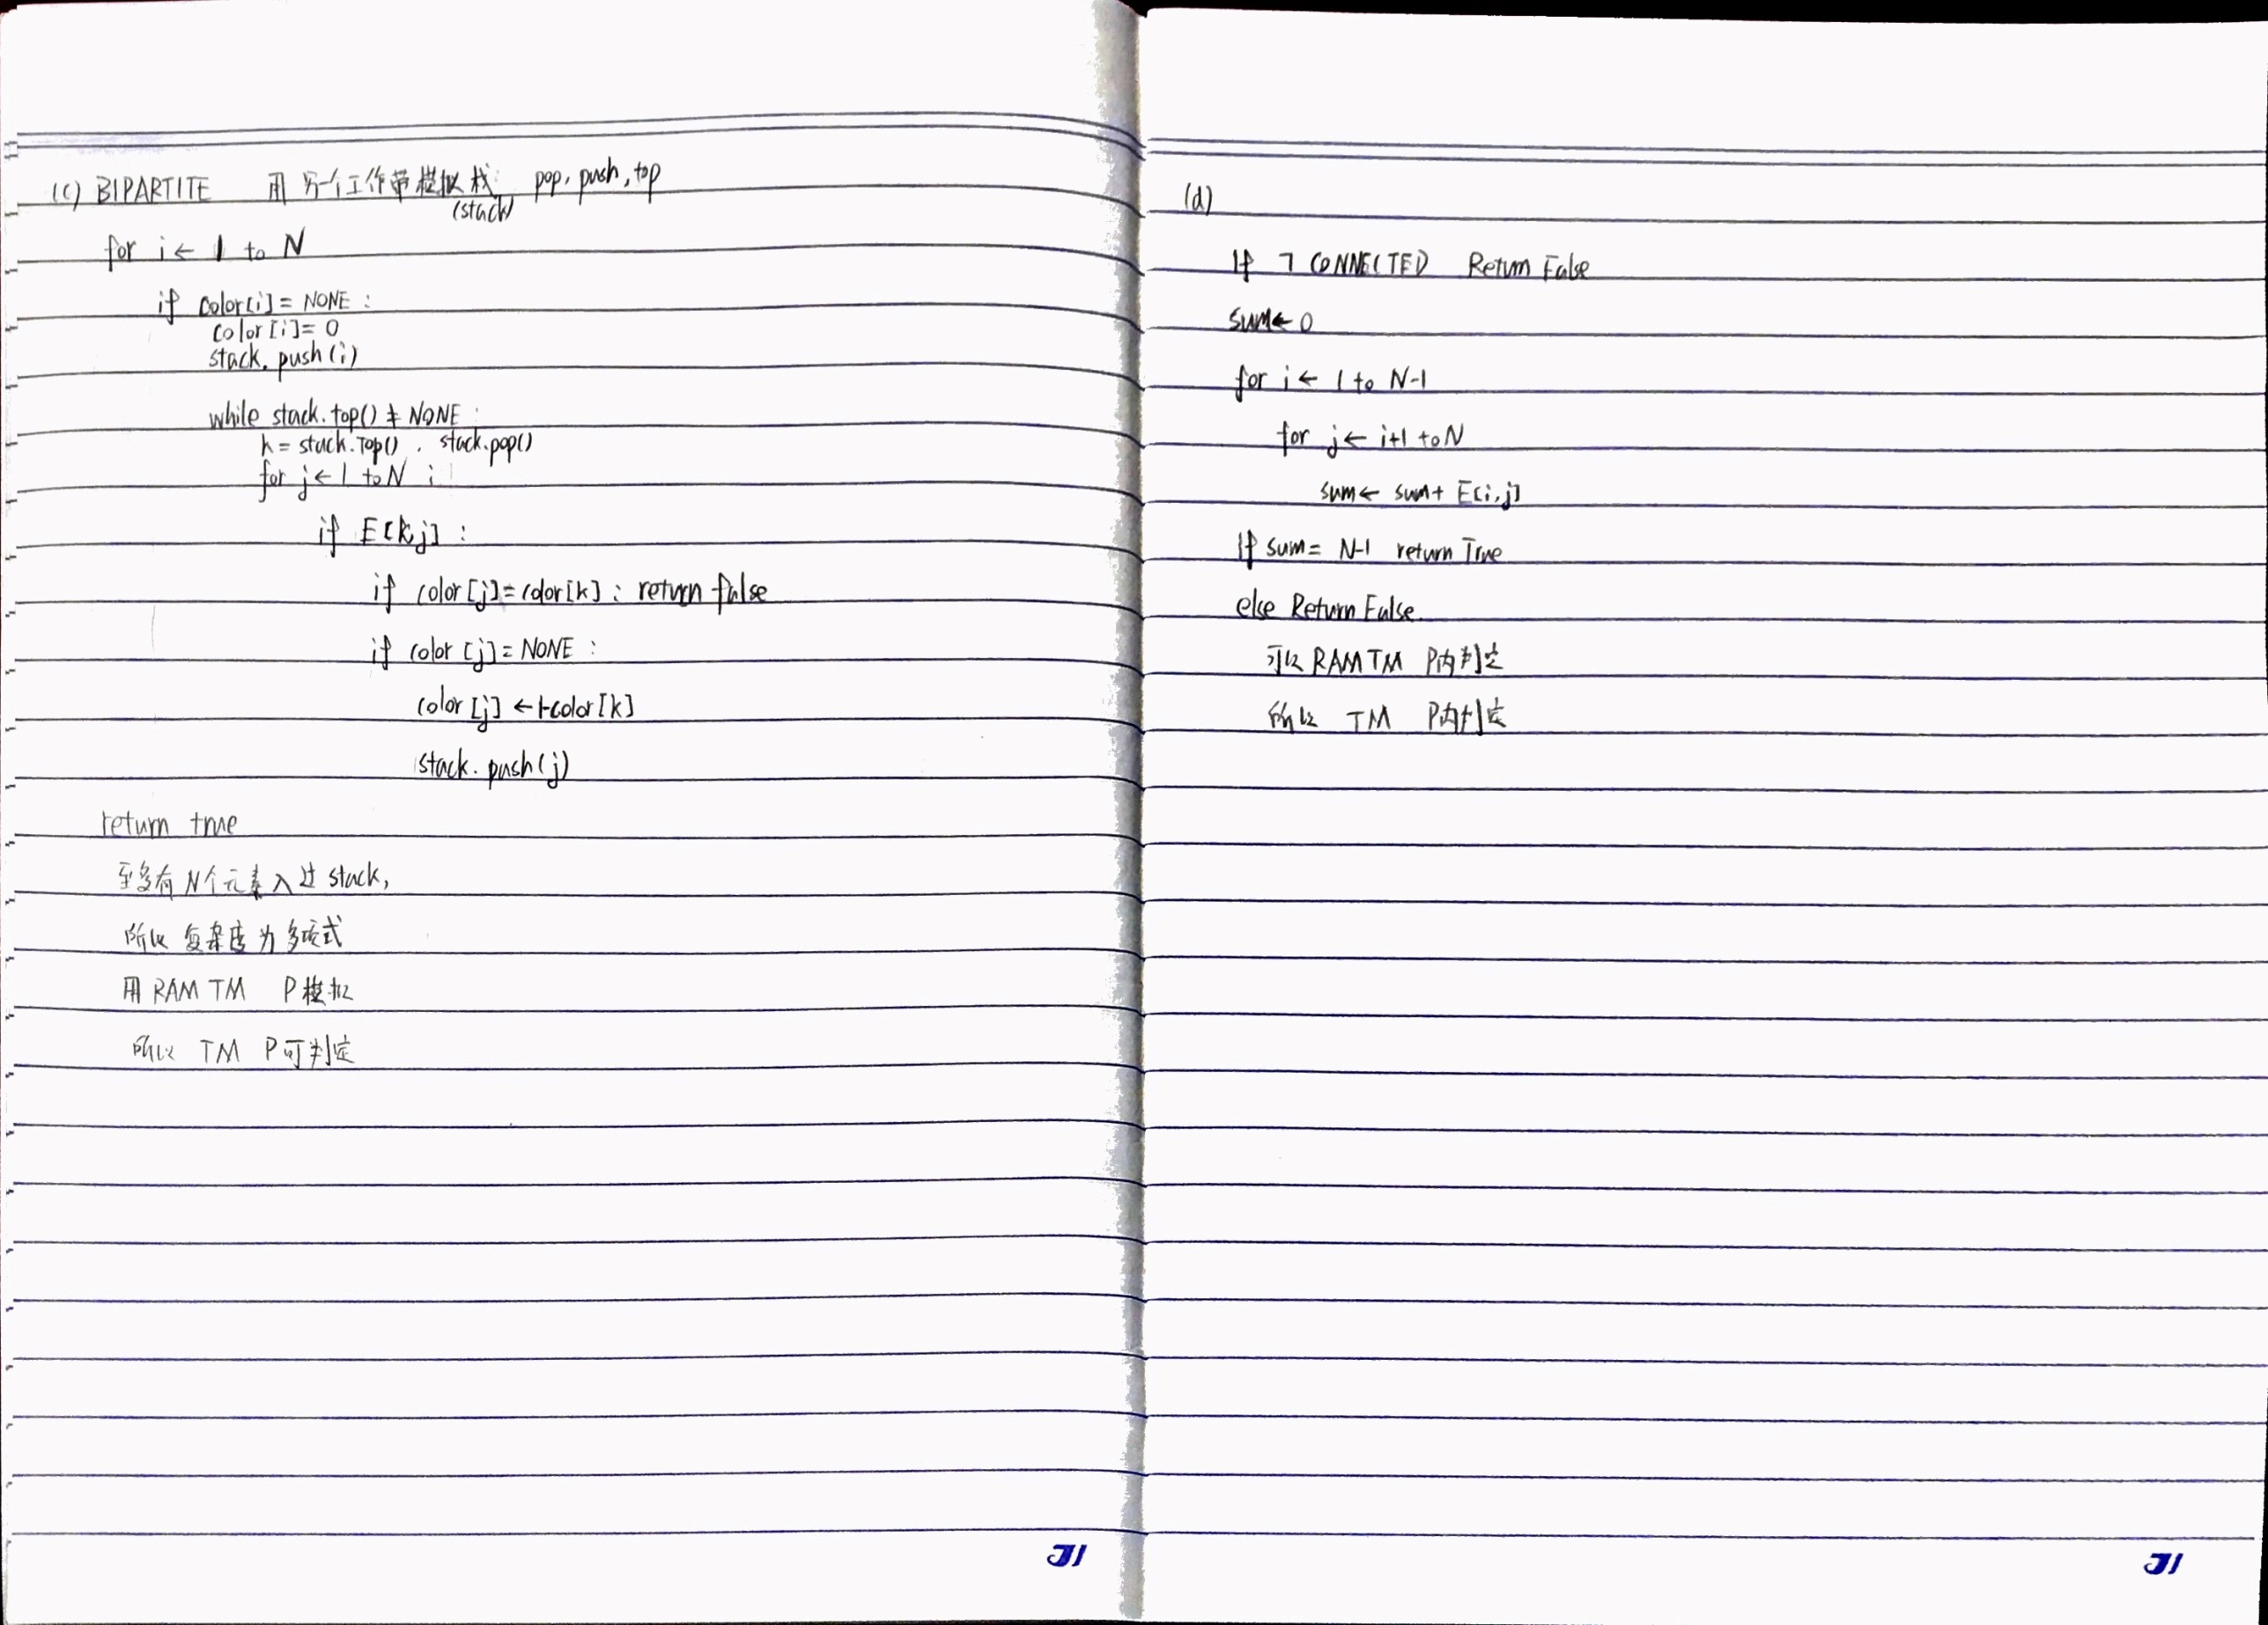 (c) BIPARTITE 用另一个工作带模拟栈 pop, push, top
(stack)
for i ← 1 to N
if color[i] = NONE :
color[i] = 0
stack. push(i)
while stack.top() ≠ NONE :
k = stack.Top() . stack.pop()
for j ← 1 to N :
if E[k,j] :
if color[j] = color[k] : return false
if color [j] = NONE :
color [j] ← 1-color[k]
stack. push(j)
return true
至多有 N个元素入过 stack,
所以 复杂度为多项式
用 RAM TM P 模拟
所以 TM P 可判定
(d)
If ㄱ CONNECTED Return False
sum ← 0
for i ← 1 to N-1
for j ← i+1 to N
sum ← sum + E[i,j]
If sum = N-1 return True
else Return False.
可以 RAM TM P内判定
所以 TM P内判定
JI
JI